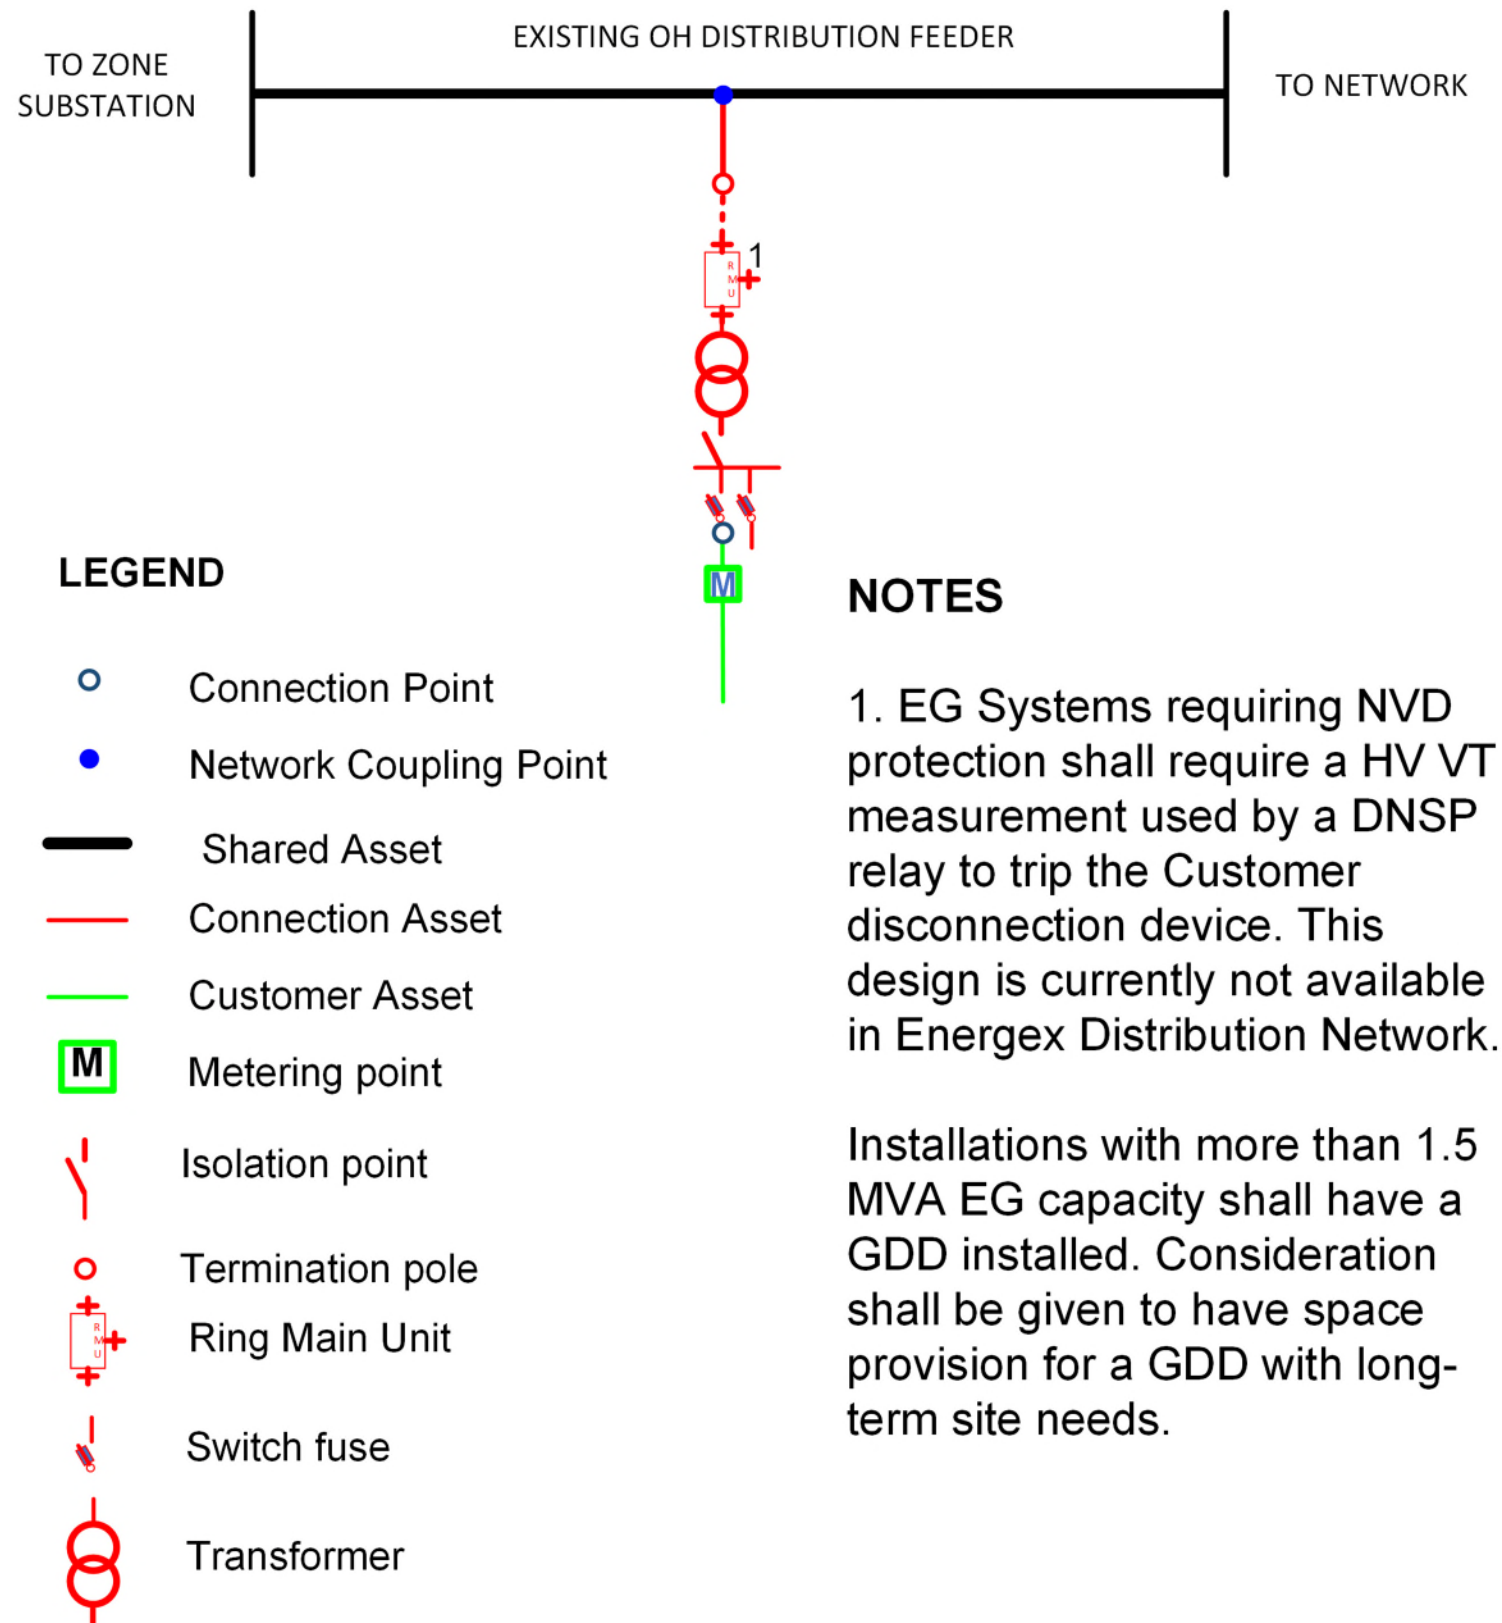 EXISTING OH DISTRIBUTION FEEDER
TO ZONE
SUBSTATION
TO NETWORK
1
R
M
U
M
LEGEND
Connection Point
Network Coupling Point
Shared Asset
Connection Asset
Customer Asset
M
Metering point
Isolation point
Termination pole
R
M
U
Ring Main Unit
Switch fuse
Transformer
NOTES
1. EG Systems requiring NVD
protection shall require a HV VT
measurement used by a DNSP
relay to trip the Customer
disconnection device. This
design is currently not available
in Energex Distribution Network.
Installations with more than 1.5
MVA EG capacity shall have a
GDD installed. Consideration
shall be given to have space
provision for a GDD with long-
term site needs.